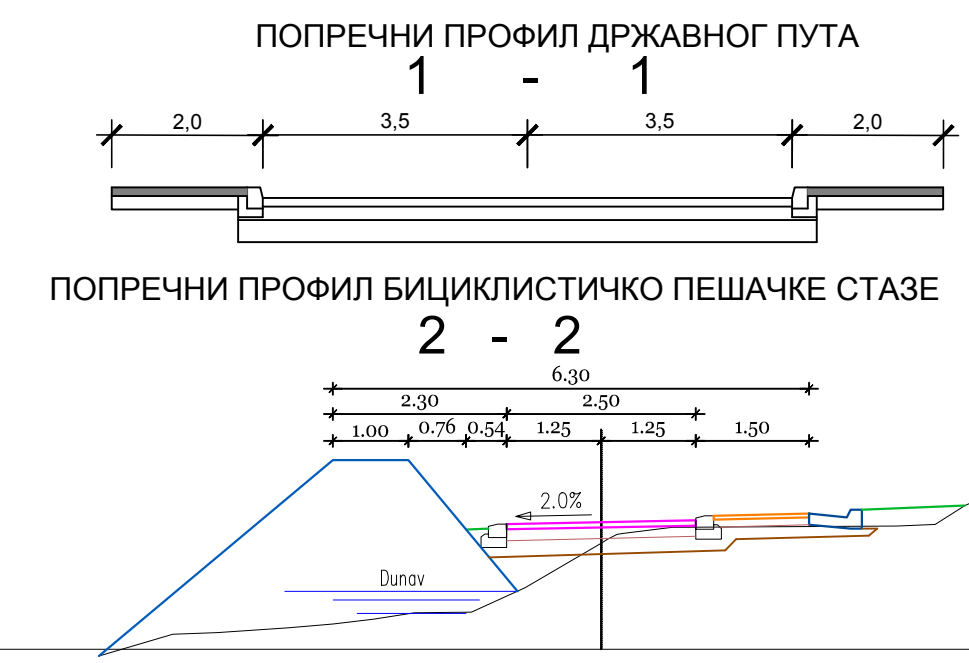 ПОПРЕЧНИ ПРОФИЛ ДРЖАВНОГ ПУТА
1 - 1
2,0 3,5 3,5 2,0
ПОПРЕЧНИ ПРОФИЛ БИЦИКЛИСТИЧКО ПЕШАЧКЕ СТАЗЕ
2 - 2
6.30
2.30 2.50
1.00 0.76 0.54 1.25 1.25 1.50
2.0%
Dunav